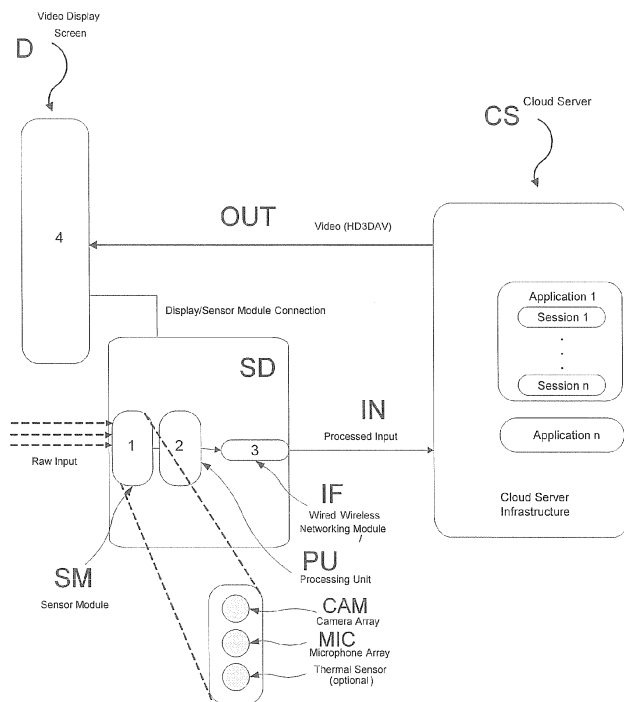 Video Display
Screen
D
Cloud Server
CS
OUT
Video (HD3DAV)
4
Application 1
Session 1
Session n
Application n
Cloud Server
Infrastructure
Display/Sensor Module Connection
SD
IN
Processed Input
Raw Input
1
2
3
IF
Wired Wireless
Networking Module
/
PU
Processing Unit
SM
Sensor Module
CAM
Camera Array
MIC
Microphone Array
Thermal Sensor
(optional)